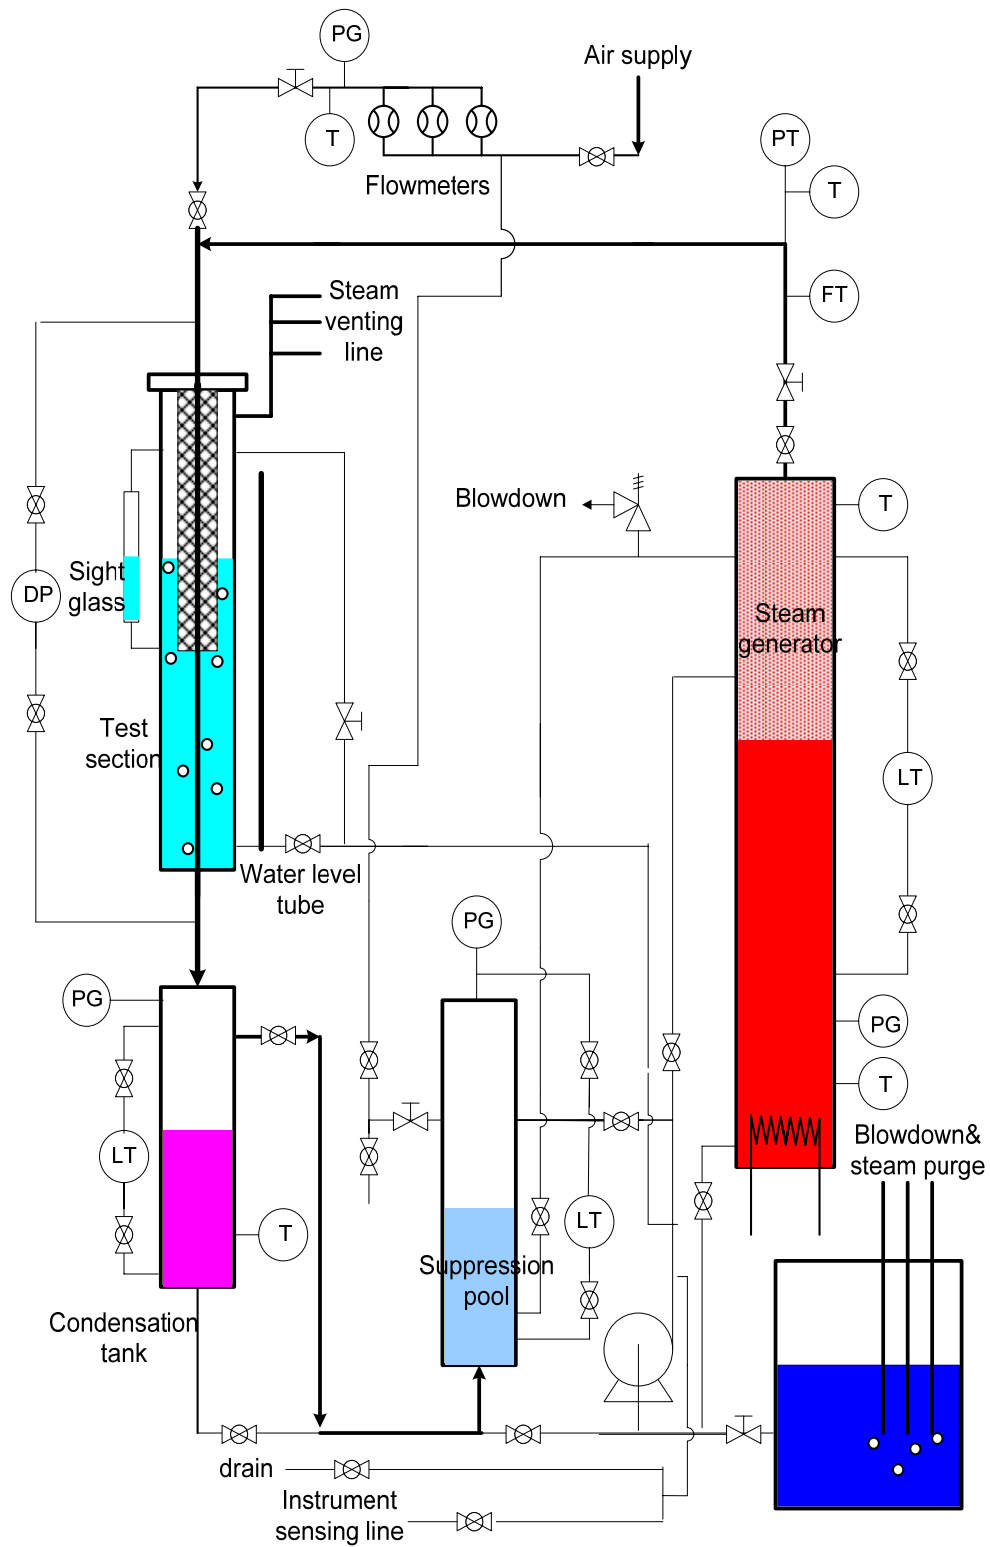 PG
Air supply
T
PT
Flowmeters
T
Steam
venting
line
FT
Blowdown
T
DP
Sight
glass
Steam
generator
Test
section
LT
Water level
tube
PG
PG
PG
T
Blowdown&
steam purge
LT
T
LT
Suppression
pool
Condensation
tank
drain
Instrument
sensing line